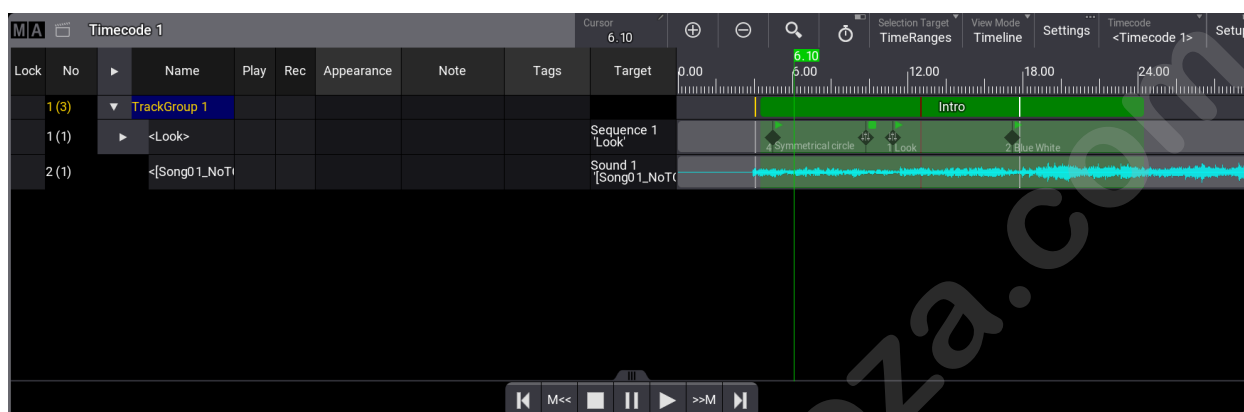 MA Timecode 1
Cursor
6.10
Selection Target
TimeRanges
View Mode
Timeline
Settings
Timecode
<Timecode 1>
Lock No Name Play Rec Appearance Note Tags Target
6.10
0.00 6.00 12.00 18.00 24.00
1 (3) TrackGroup 1
Intro
1 (1) <Look>
Sequence 1
'Look'
4 Symmetrical circle 1 Look 2 Blue White
2 (1) <[Song01_NoT
Sound 1
'[Song01_NoT
M<< >>M